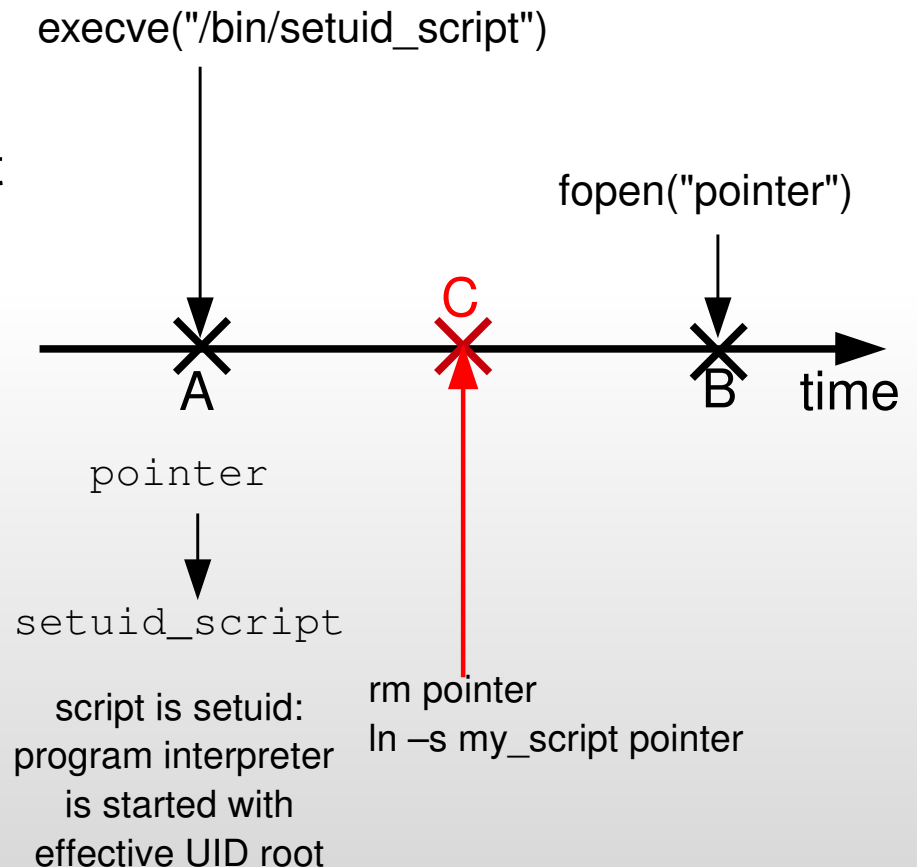 execve("/bin/setuid_script")
fopen("pointer")
C
A
B
time
pointer
setuid_script
script is setuid:
program interpreter
is started with
effective UID root
rm pointer
ln –s my_script pointer